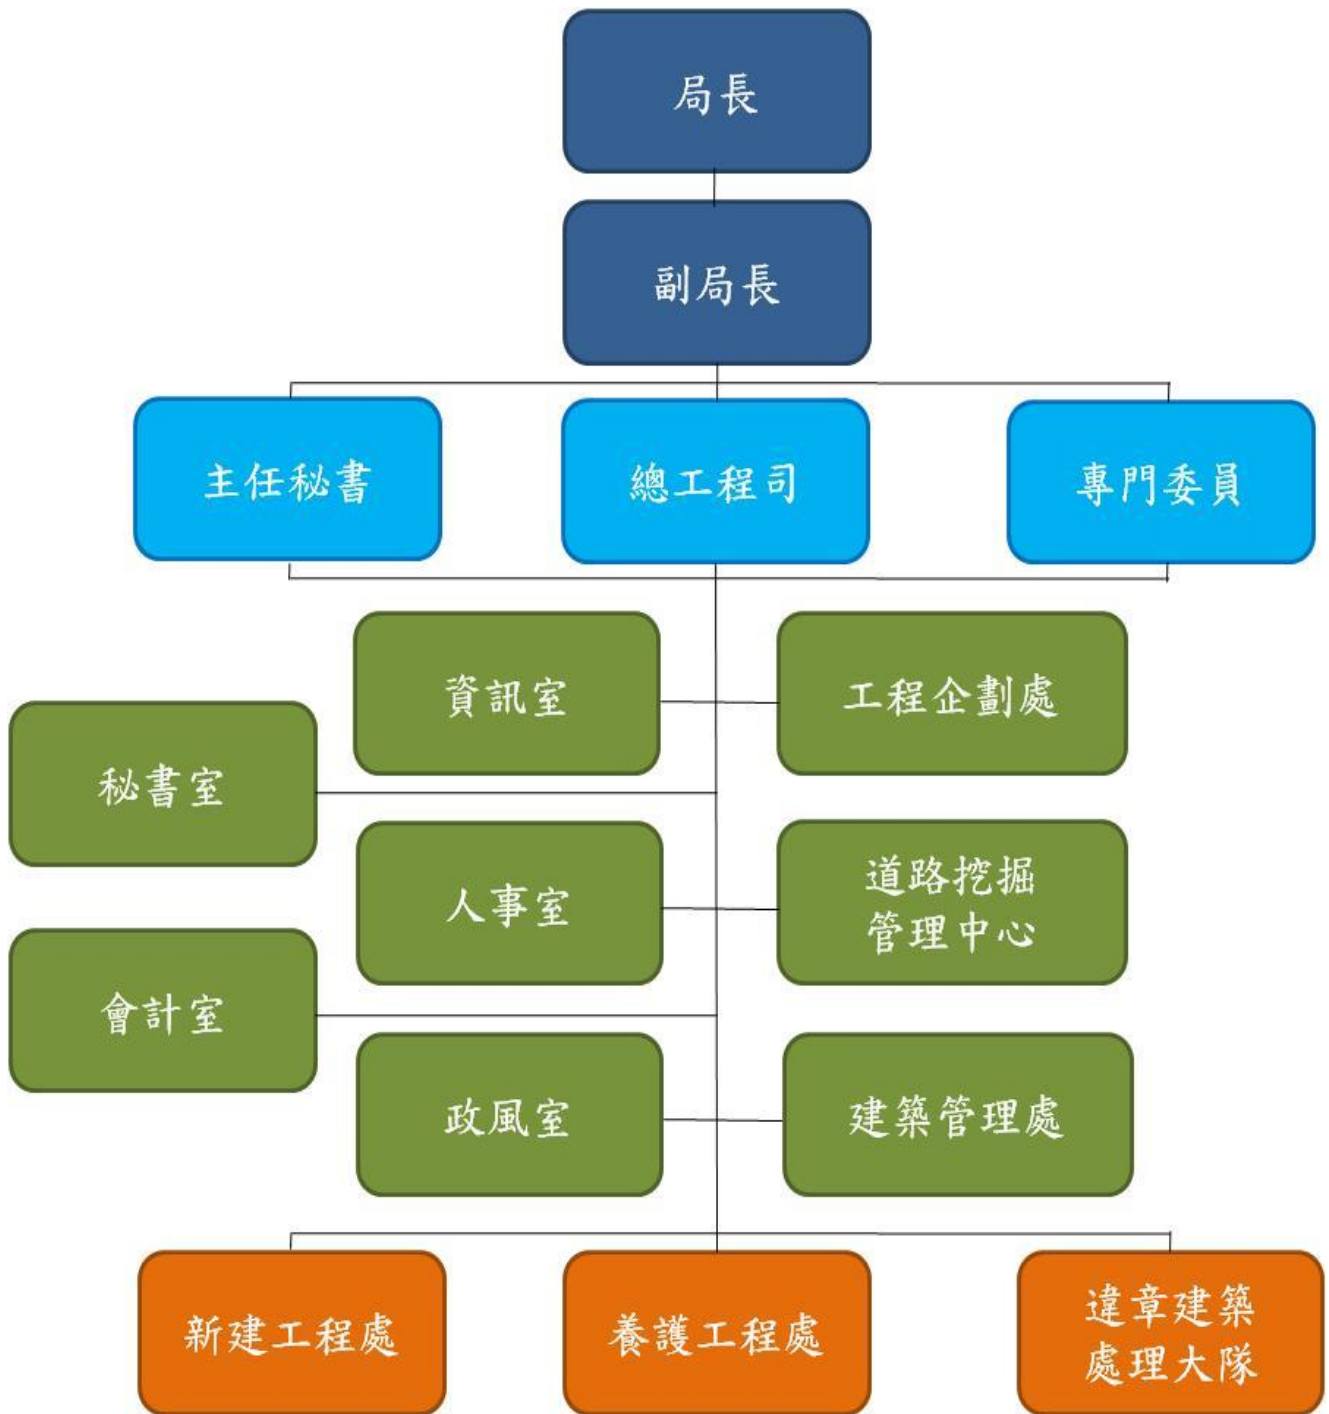 局長
副局長
主任秘書
總工程司
專門委員
資訊室
工程企劃處
秘書室
人事室
道路挖掘
管理中心
會計室
政風室
建築管理處
新建工程處
養護工程處
違章建築
處理大隊